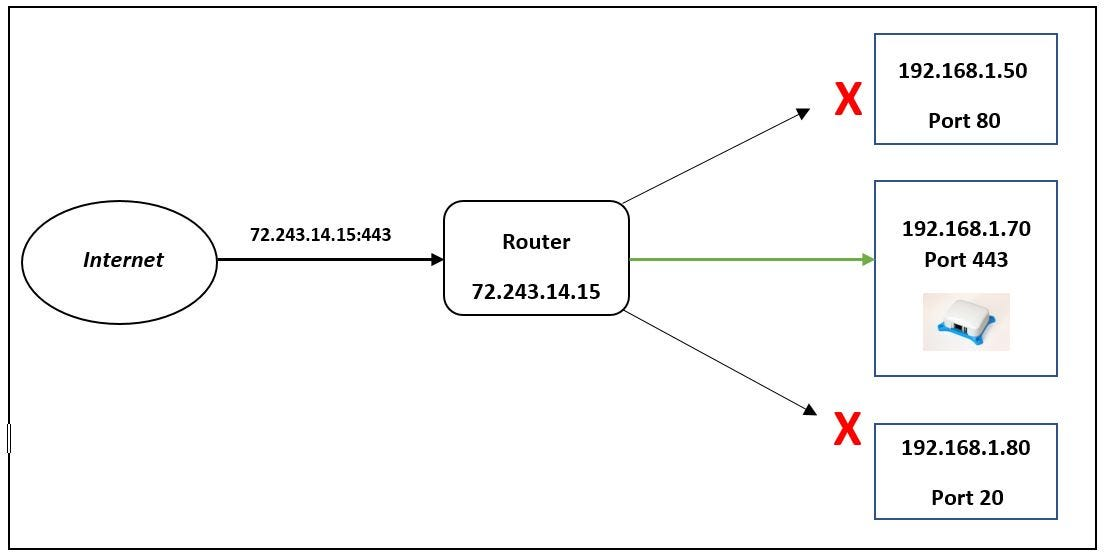 Internet
72.243.14.15:443
Router
72.243.14.15
X
192.168.1.50
Port 80
192.168.1.70
Port 443
X
192.168.1.80
Port 20